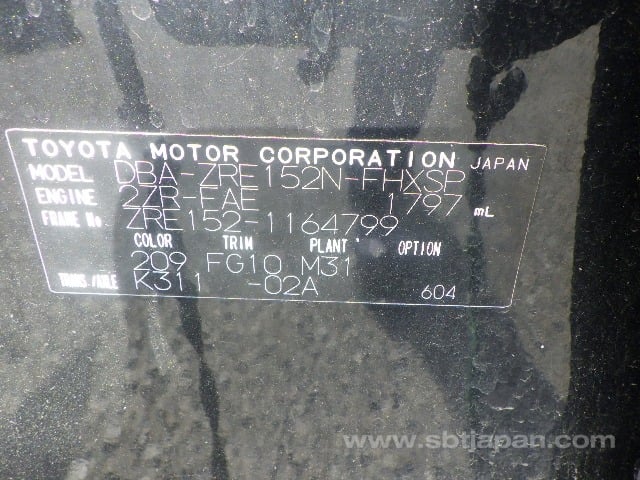 TOYOTA MOTOR CORPORATION JAPAN
MODEL DBA-ZRE152N-FHXSP
ENGINE 2ZR-FAE 1797 mL
FRAME No ZRE152-1164799
COLOR TRIM PLANT OPTION
209 FG10 M31
TRANS/AXLE K311 -02A 604
www.sbtjapan.com